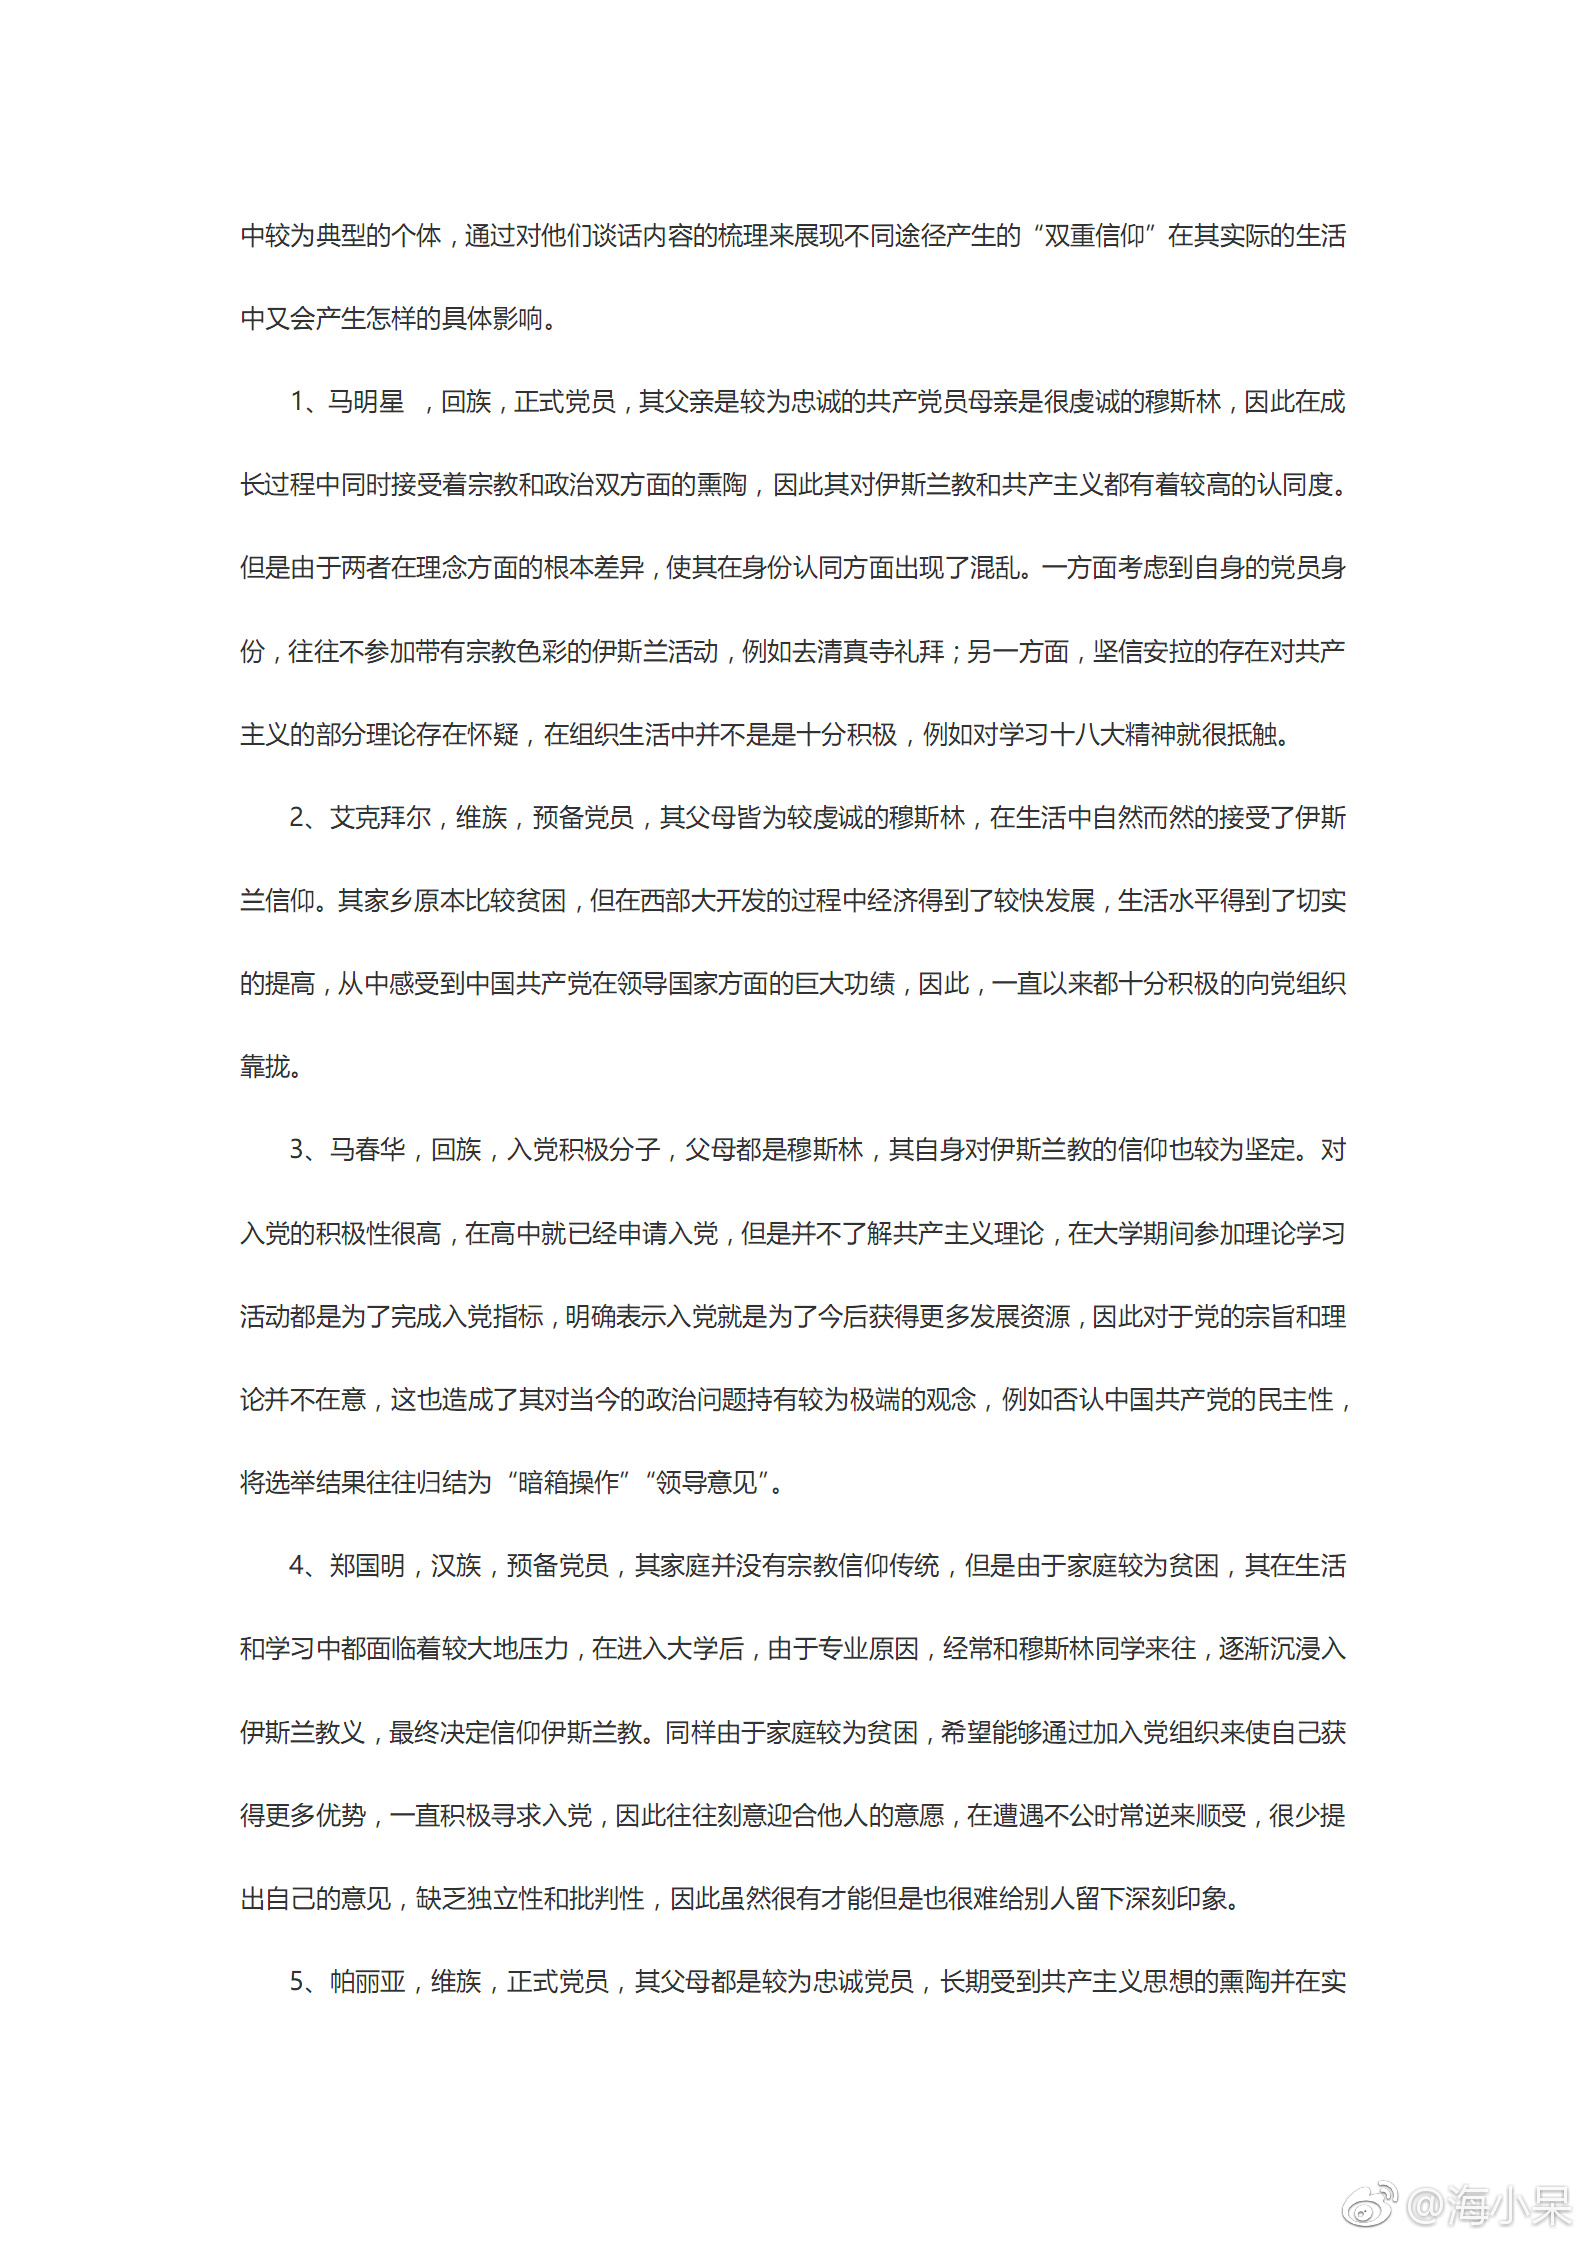 中较为典型的个体，通过对他们谈话内容的梳理来展现不同途径产生的“双重信仰”在其实际的生活
中又会产生怎样的具体影响。
1、马明星 ，回族，正式党员，其父亲是较为忠诚的共产党员母亲是很虔诚的穆斯林，因此在成
长过程中同时接受着宗教和政治双方面的熏陶，因此其对伊斯兰教和共产主义都有着较高的认同度。
但是由于两者在理念方面的根本差异，使其在身份认同方面出现了混乱。一方面考虑到自身的党员身
份，往往不参加带有宗教色彩的伊斯兰活动，例如去清真寺礼拜；另一方面，坚信安拉的存在对共产
主义的部分理论存在怀疑，在组织生活中并不是是十分积极，例如对学习十八大精神就很抵触。
2、艾克拜尔，维族，预备党员，其父母皆为较虔诚的穆斯林，在生活中自然而然的接受了伊斯
兰信仰。其家乡原本比较贫困，但在西部大开发的过程中经济得到了较快发展，生活水平得到了切实
的提高，从中感受到中国共产党在领导国家方面的巨大功绩，因此，一直以来都十分积极的向党组织
靠拢。
3、马春华，回族，入党积极分子，父母都是穆斯林，其自身对伊斯兰教的信仰也较为坚定。对
入党的积极性很高，在高中就已经申请入党，但是并不了解共产主义理论，在大学期间参加理论学习
活动都是为了完成入党指标，明确表示入党就是为了今后获得更多发展资源，因此对于党的宗旨和理
论并不在意，这也造成了其对当今的政治问题持有较为极端的观念，例如否认中国共产党的民主性，
将选举结果往往归结为“暗箱操作”“领导意见”。
4、郑国明，汉族，预备党员，其家庭并没有宗教信仰传统，但是由于家庭较为贫困，其在生活
和学习中都面临着较大地压力，在进入大学后，由于专业原因，经常和穆斯林同学来往，逐渐沉浸入
伊斯兰教义，最终决定信仰伊斯兰教。同样由于家庭较为贫困，希望能够通过加入党组织来使自己获
得更多优势，一直积极寻求入党，因此往往刻意迎合他人的意愿，在遭遇不公时常逆来顺受，很少提
出自己的意见，缺乏独立性和批判性，因此虽然很有才能但是也很难给别人留下深刻印象。
5、帕丽亚，维族，正式党员，其父母都是较为忠诚党员，长期受到共产主义思想的熏陶并在实
@海小呆